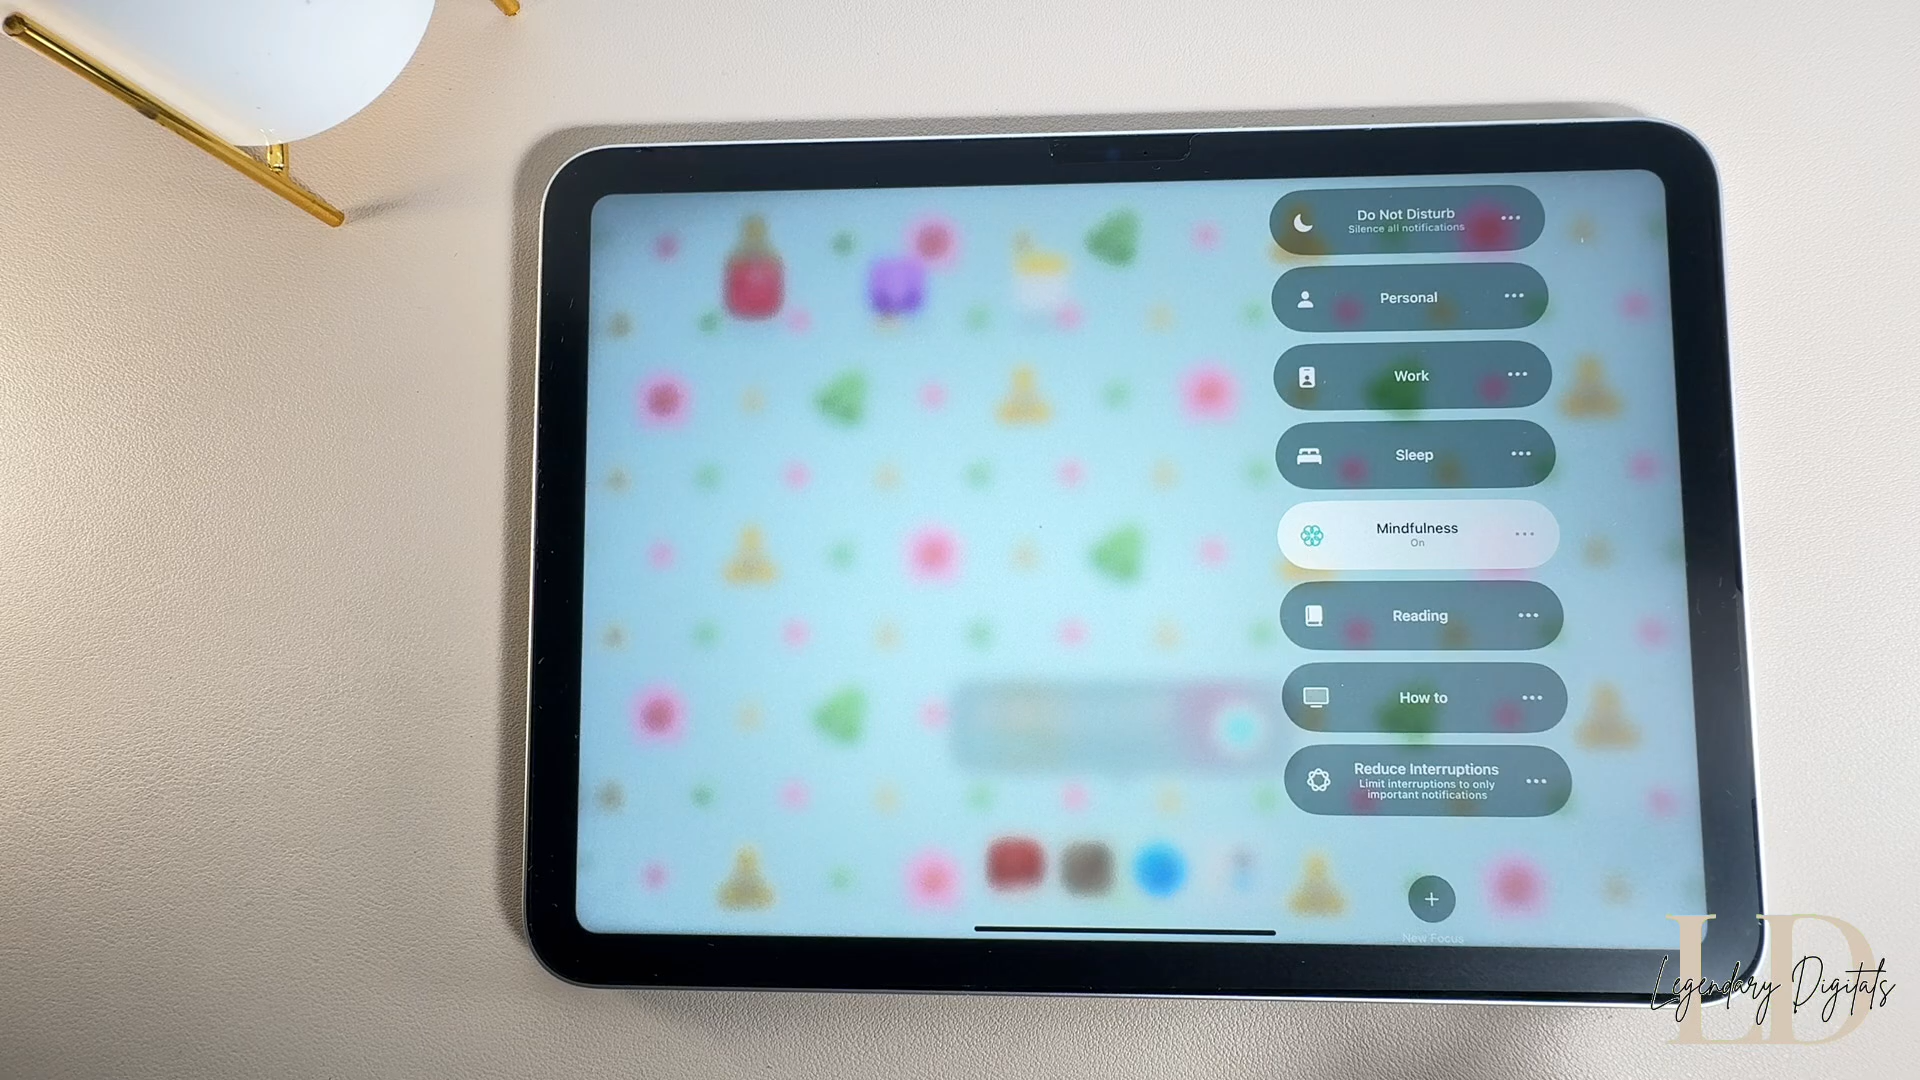 Do Not Disturb
Silence all notifications
Personal
Work
Sleep
Mindfulness
On
Reading
How to
Reduce Interruptions
Limit interruptions to only
important notifications
New Focus
LD
Legendary Digitals